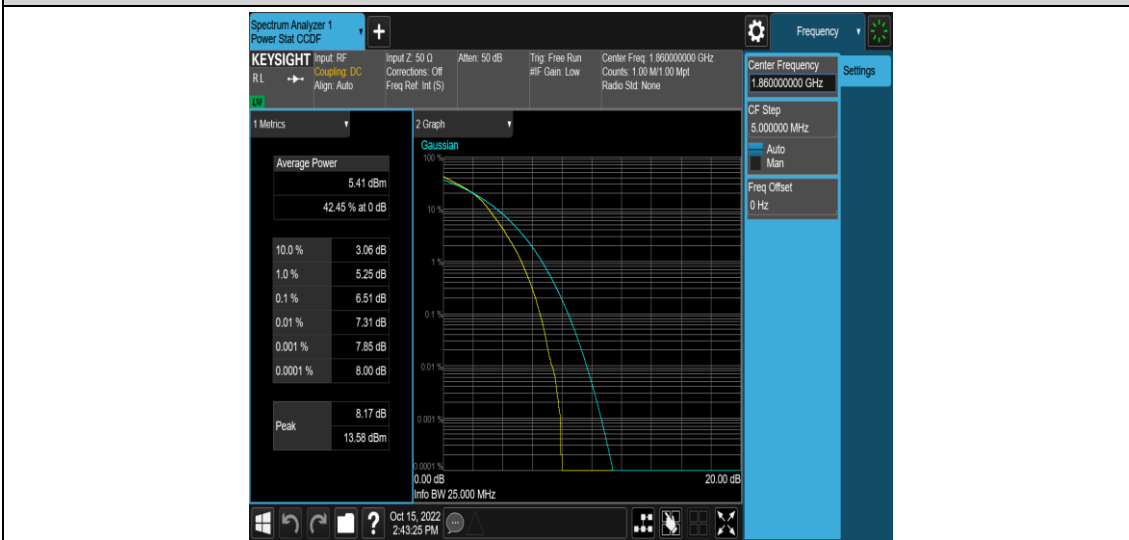 Spectrum Analyzer 1
Power Stat CCDF
Frequency
KEYSIGHT
RL
LNI
Input: RF
Coupling: DC
Align: Auto
Input Z: 50 Ω
Corrections: Off
Freq Ref: Int (S)
Atten: 50 dB
Trig: Free Run
#IF Gain: Low
Center Freq: 1.860000000 GHz
Counts: 1.00 M/1.00 Mpt
Radio Std: None
Center Frequency
1.860000000 GHz
Settings
CF Step
5.000000 MHz
Auto
Man
Freq Offset
0 Hz
1 Metrics
Average Power
5.41 dBm
42.45 % at 0 dB
10.0 % 3.06 dB
1.0 % 5.25 dB
0.1 % 6.51 dB
0.01 % 7.31 dB
0.001 % 7.85 dB
0.0001 % 8.00 dB
Peak
8.17 dB
13.58 dBm
2 Graph
Gaussian
100 %
10 %
1 %
0.1 %
0.01 %
0.001 %
0.0001 %
0.00 dB 20.00 dB
Info BW 25.000 MHz
Oct 15, 2022
2:43:25 PM